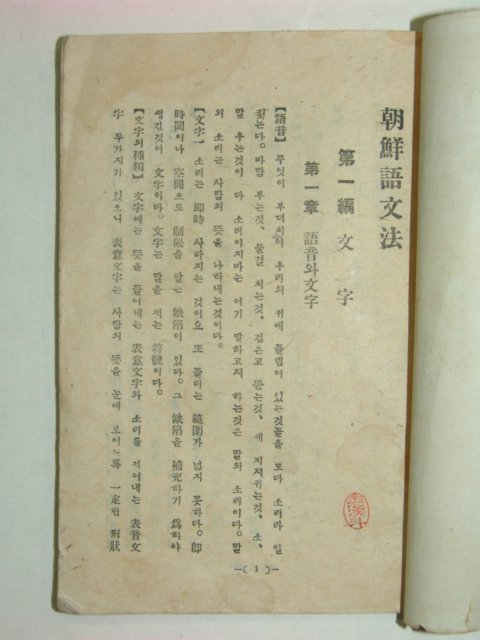 朝鮮語文法
第一編 文字
第一章 語音와文字
【語音】 무엇이 부더치어 우리의 귀에 들림이 있는것들을 모다 소리라 일
컷는다. 바람 부는것, 물결 치는것, 검은고 뜯는것, 새 지저귀는것, 소,
말 우는것이 다 소리이지마는 여기 말하고저 하는것은 말의 소리이다. 말
의 소리는 사람의 뜻을 나타내는것이다.
【文字】 소리는 即時 사라지는 것이요 또 들리는 範圍가 넓지 못하다. 即
時間이나 空間으로 制限을 받는 缺陷이 있다. 그 缺陷을 補充하기 爲하야
생긴것이 文字이다. 文字는 말을 적는 符號이다.
【文字의種類】 文字에는 뜻을 들어내는 表意文字와 소리를 적어내는 表音文
字 두가지가 있으니 表意文字는 사람의 뜻을 눈에 보이도록 一定한 形狀
—( 1 )—